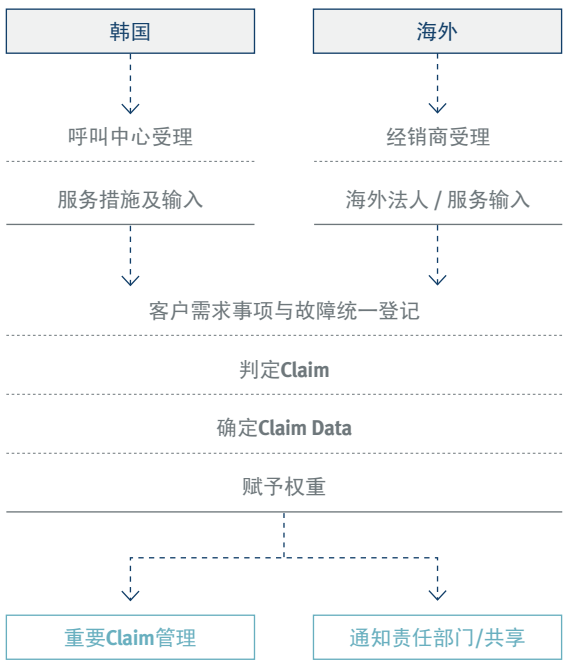 韩国
海外
呼叫中心受理
经销商受理
服务措施及输入
海外法人 / 服务输入
客户需求事项与故障统一登记
判定Claim
确定Claim Data
赋予权重
重要Claim管理
通知责任部门/共享